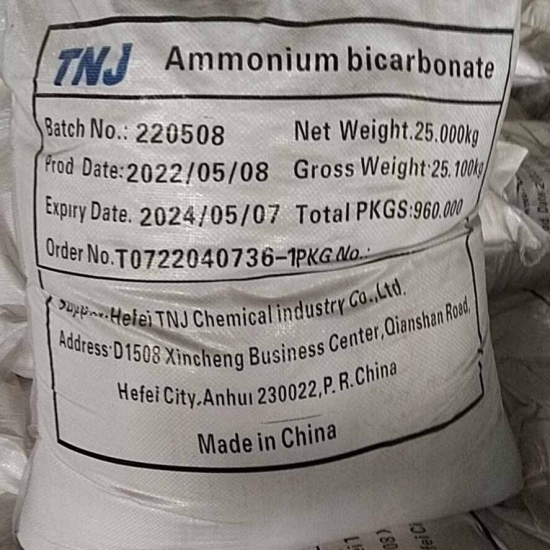 TNJ Ammonium bicarbonate
Batch No.: 220508 Net Weight.25.000kg
Prod Date:2022/05/08 Gross Weight:25.100kg
Expiry Date. 2024/05/07 Total PKGS:960.000
Order No.T0722040736-1PKG No.:
Hefei TNJ Chemical industry Co.,Ltd.
Address:D1508 Xincheng Business Center,Qianshan Road,
Hefei City.Anhui 230022,P.R.China
Made in China